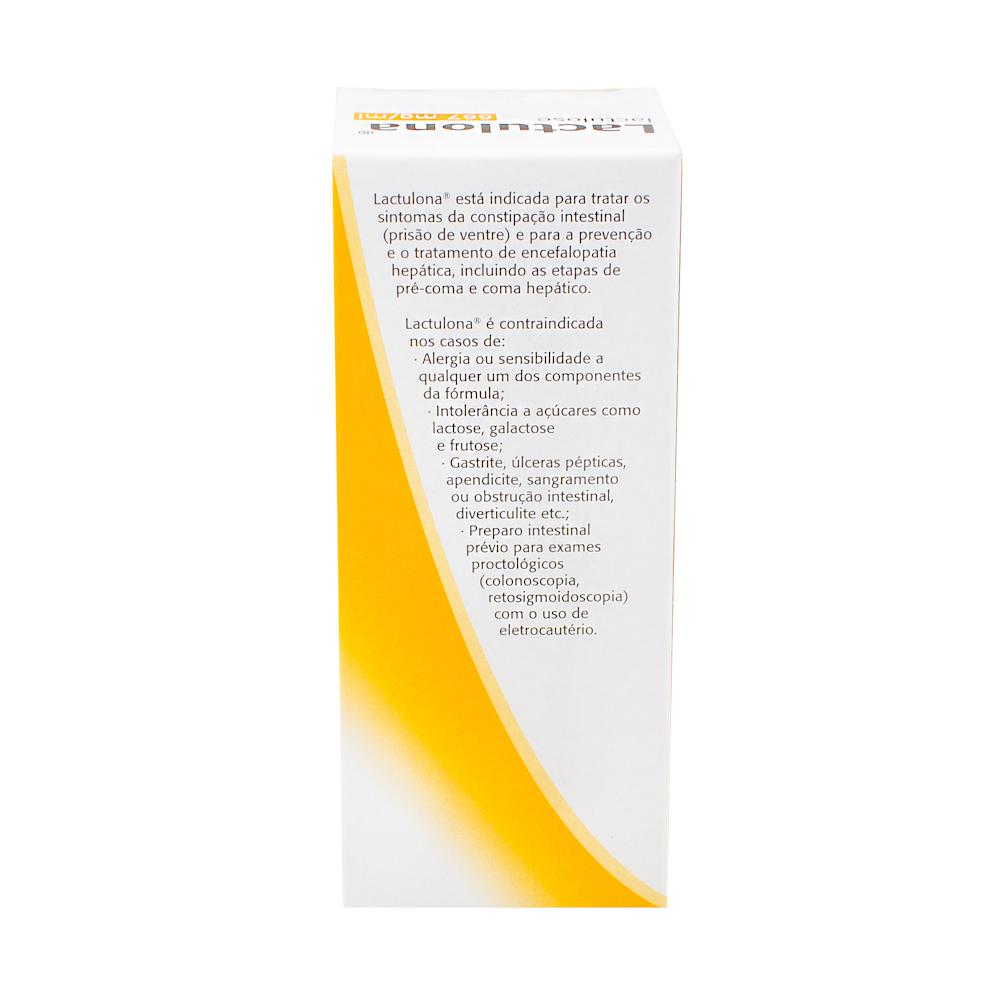 Lactulona®
lactulose
667 mg/ml
Lactulona® está indicada para tratar os
sintomas da constipação intestinal
(prisão de ventre) e para a prevenção
e o tratamento de encefalopatia
hepática, incluindo as etapas de
pré-coma e coma hepático.
Lactulona® é contraindicada
nos casos de:
· Alergia ou sensibilidade a
qualquer um dos componentes
da fórmula;
· Intolerância a açúcares como
lactose, galactose
e frutose;
· Gastrite, úlceras pépticas,
apendicite, sangramento
ou obstrução intestinal,
diverticulite etc.;
· Preparo intestinal
prévio para exames
proctológicos
(colonoscopia,
retosigmoidoscopia)
com o uso de
eletrocautério.